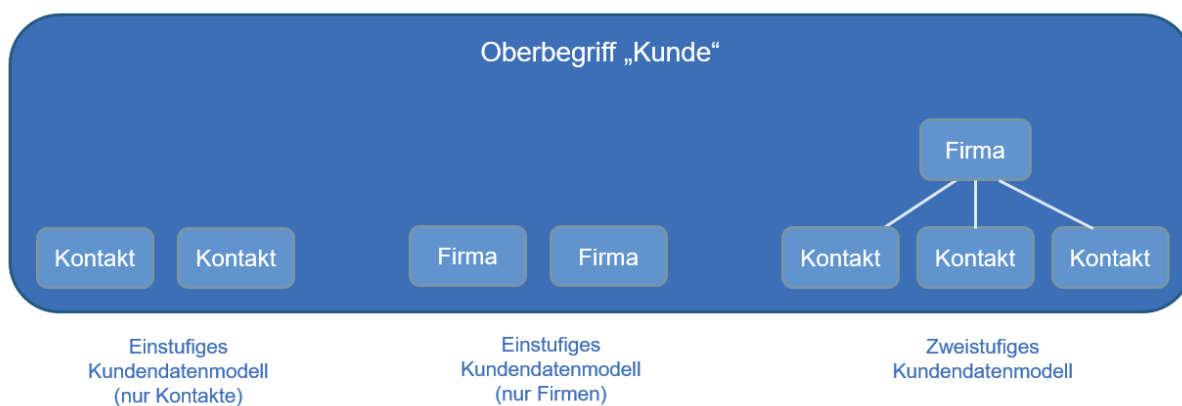 Oberbegriff „Kunde“
Firma
Kontakt
Kontakt
Firma
Firma
Kontakt
Kontakt
Kontakt
Einstufiges
Kundendatenmodell
(nur Kontakte)
Einstufiges
Kundendatenmodell
(nur Firmen)
Zweistufiges
Kundendatenmodell